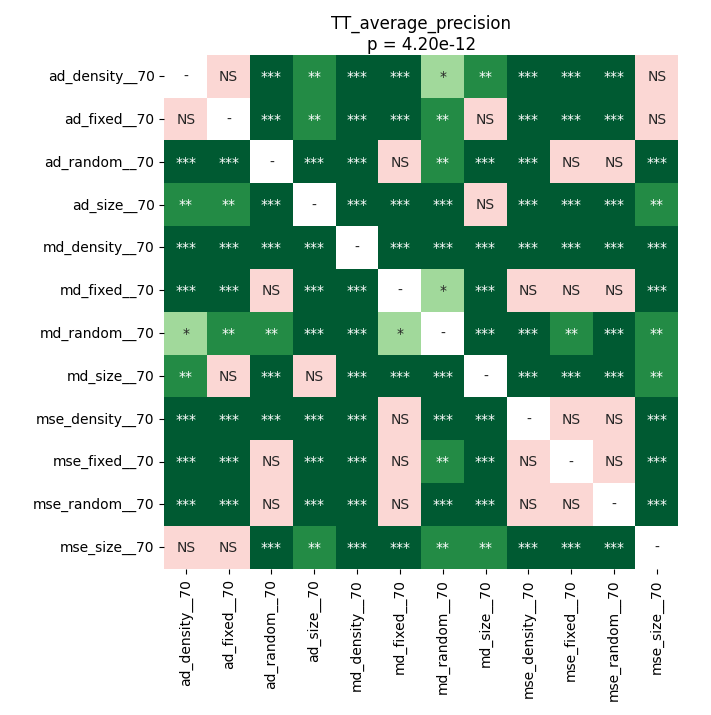 TT_average_precision
p = 4.20e-12
ad_density__70 - NS *** ** *** *** * ** *** *** *** NS
ad_fixed__70 NS - *** ** *** *** ** NS *** *** *** NS
ad_random__70 *** *** - *** *** NS ** *** *** NS NS ***
ad_size__70 ** ** *** - *** *** *** NS *** *** *** **
md_density__70 *** *** *** *** - *** *** *** *** *** *** ***
md_fixed__70 *** *** NS *** *** - * *** NS NS NS ***
md_random__70 * ** ** *** *** * - *** *** ** *** **
md_size__70 ** NS *** NS *** *** *** - *** *** *** **
mse_density__70 *** *** *** *** *** NS *** *** - NS NS ***
mse_fixed__70 *** *** NS *** *** NS ** *** NS - NS ***
mse_random__70 *** *** NS *** *** NS *** *** NS NS - ***
mse_size__70 NS NS *** ** *** *** ** ** *** *** *** -
ad_density__70
ad_fixed__70
ad_random__70
ad_size__70
md_density__70
md_fixed__70
md_random__70
md_size__70
mse_density__70
mse_fixed__70
mse_random__70
mse_size__70